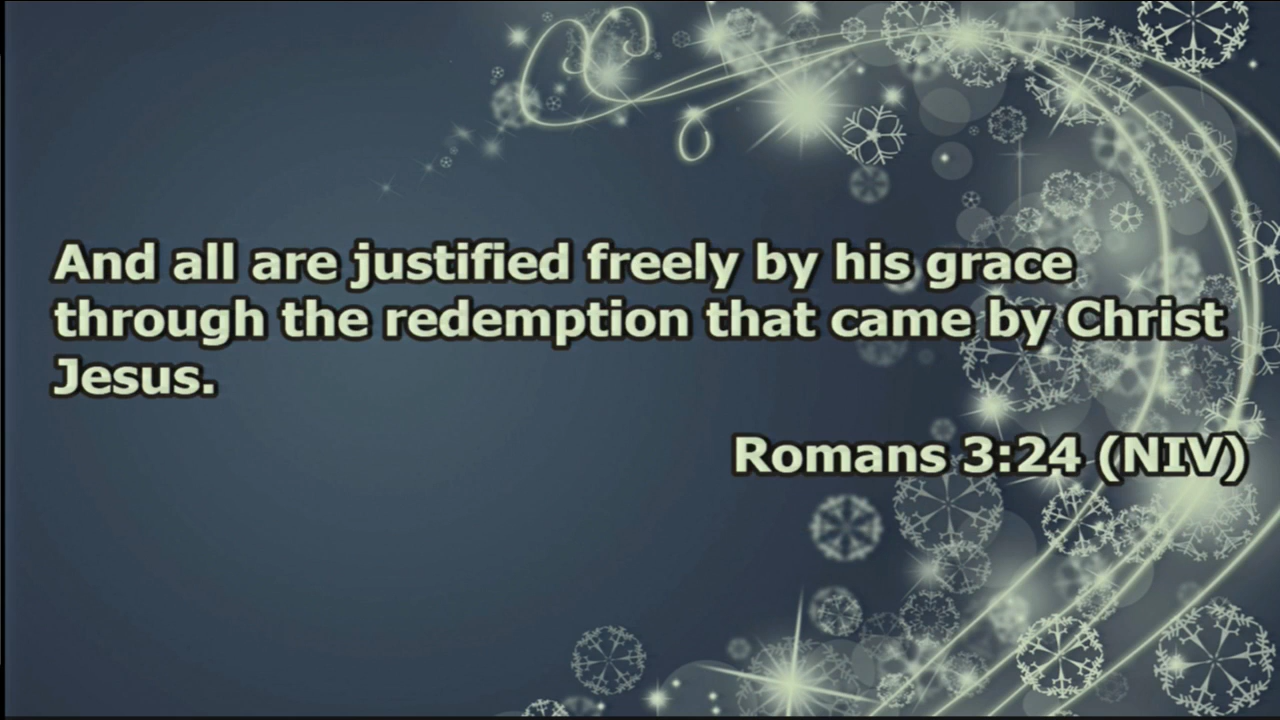 And all are justified freely by his grace
through the redemption that came by Christ
Jesus.
Romans 3:24 (NIV)